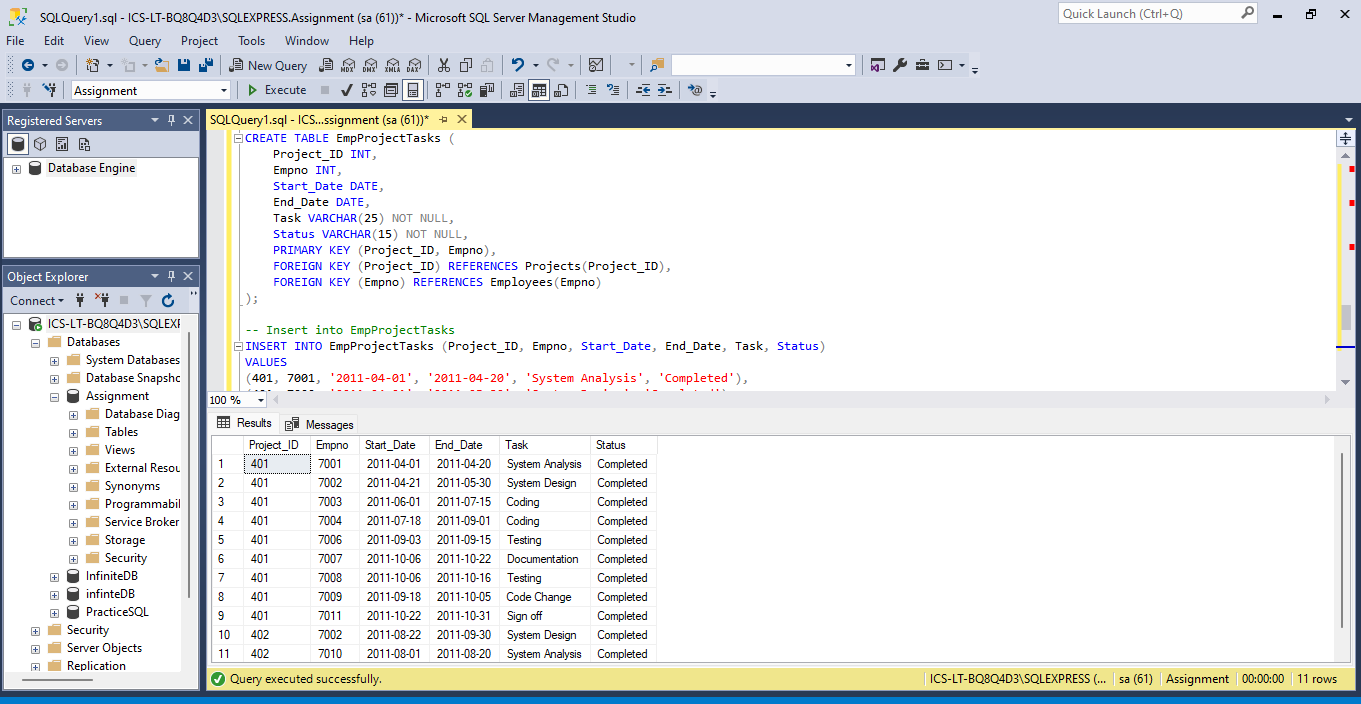 SQLQuery1.sql - ICS-LT-BQ8Q4D3\SQLEXPRESS.Assignment (sa (61))* - Microsoft SQL Server Management Studio
Quick Launch (Ctrl+Q)
File Edit View Query Project Tools Window Help
New Query MDX DMX XMLA DAX
Assignment Execute
Registered Servers
Database Engine
Object Explorer
Connect
ICS-LT-BQ8Q4D3\SQLEXPR
Databases
System Databases
Database Snapsho
Assignment
Database Diag
Tables
Views
External Resou
Synonyms
Programmabil
Service Broker
Storage
Security
InfiniteDB
infinteDB
PracticeSQL
Security
Server Objects
Replication
SQLQuery1.sql - ICS...ssignment (sa (61))*
CREATE TABLE EmpProjectTasks (
Project_ID INT,
Empno INT,
Start_Date DATE,
End_Date DATE,
Task VARCHAR(25) NOT NULL,
Status VARCHAR(15) NOT NULL,
PRIMARY KEY (Project_ID, Empno),
FOREIGN KEY (Project_ID) REFERENCES Projects(Project_ID),
FOREIGN KEY (Empno) REFERENCES Employees(Empno)
);
-- Insert into EmpProjectTasks
INSERT INTO EmpProjectTasks (Project_ID, Empno, Start_Date, End_Date, Task, Status)
VALUES
(401, 7001, '2011-04-01', '2011-04-20', 'System Analysis', 'Completed'),
100 %
Results Messages
Project_ID Empno Start_Date End_Date Task Status
1 401 7001 2011-04-01 2011-04-20 System Analysis Completed
2 401 7002 2011-04-21 2011-05-30 System Design Completed
3 401 7003 2011-06-01 2011-07-15 Coding Completed
4 401 7004 2011-07-18 2011-09-01 Coding Completed
5 401 7006 2011-09-03 2011-09-15 Testing Completed
6 401 7007 2011-10-06 2011-10-22 Documentation Completed
7 401 7008 2011-10-06 2011-10-16 Testing Completed
8 401 7009 2011-09-18 2011-10-05 Code Change Completed
9 401 7011 2011-10-22 2011-10-31 Sign off Completed
10 402 7002 2011-08-22 2011-09-30 System Design Completed
11 402 7010 2011-08-01 2011-08-20 System Analysis Completed
Query executed successfully. ICS-LT-BQ8Q4D3\SQLEXPRESS (... sa (61) Assignment 00:00:00 11 rows